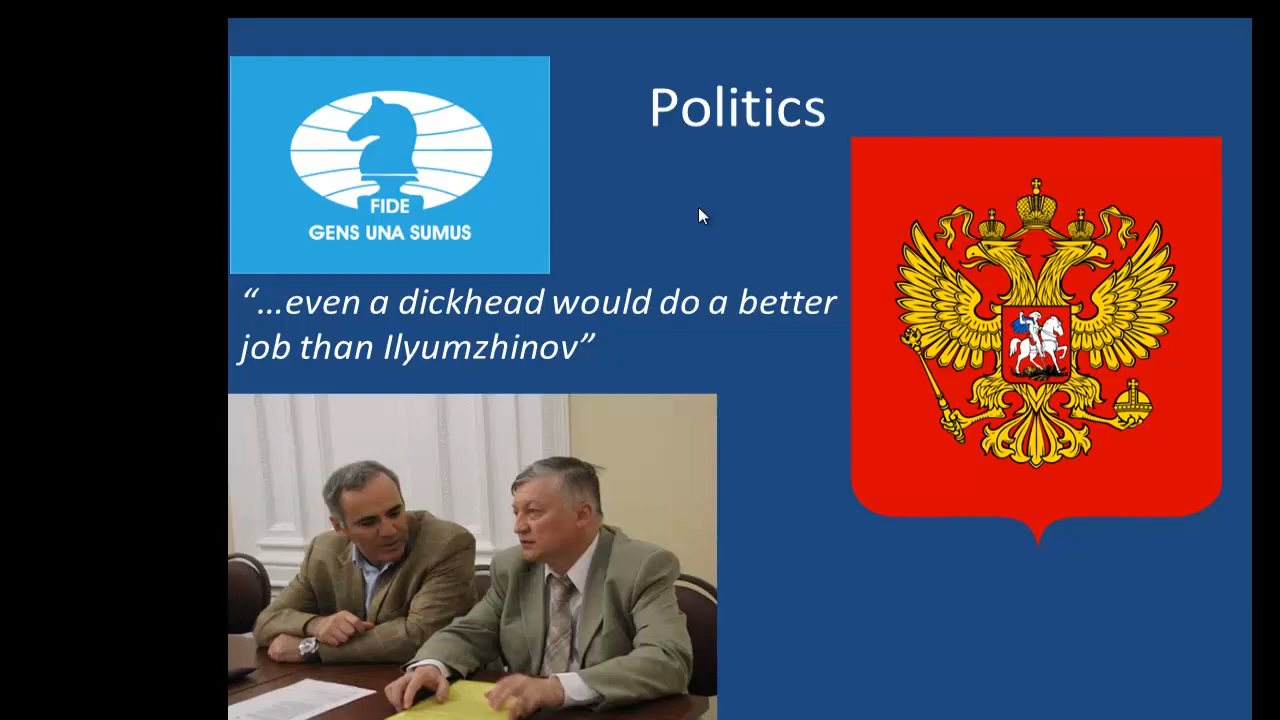 Politics
FIDE
GENS UNA SUMUS
“…even a dickhead would do a better
job than Ilyumzhinov”